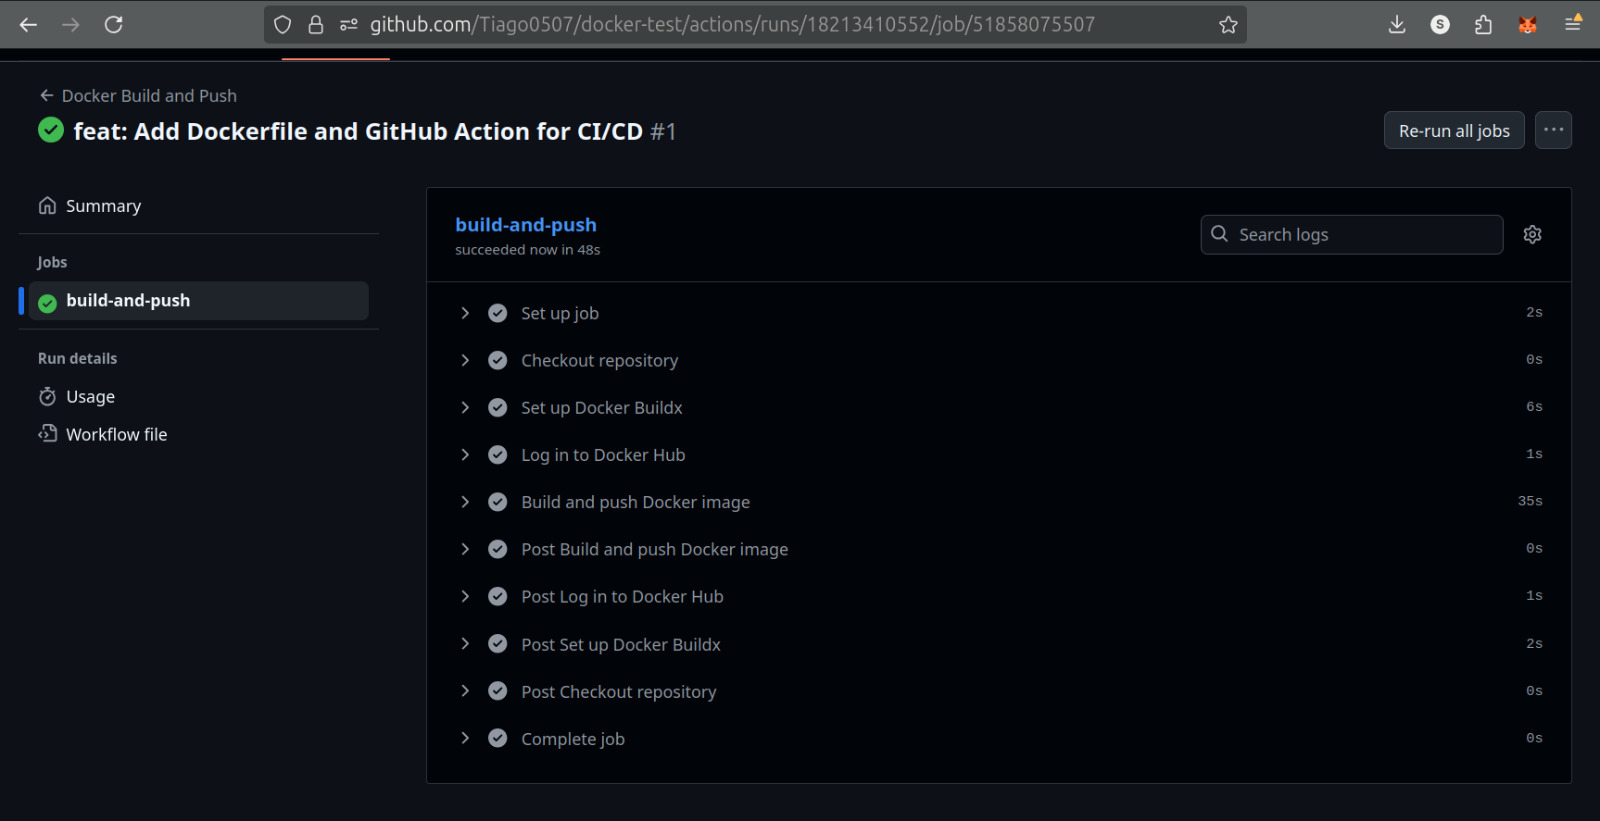 github.com/Tiago0507/docker-test/actions/runs/18213410552/job/51858075507
S
Docker Build and Push
feat: Add Dockerfile and GitHub Action for CI/CD #1
Re-run all jobs
Summary
Jobs
build-and-push
Run details
Usage
Workflow file
build-and-push
succeeded now in 48s
Search logs
Set up job 2s
Checkout repository 0s
Set up Docker Buildx 6s
Log in to Docker Hub 1s
Build and push Docker image 35s
Post Build and push Docker image 0s
Post Log in to Docker Hub 1s
Post Set up Docker Buildx 2s
Post Checkout repository 0s
Complete job 0s